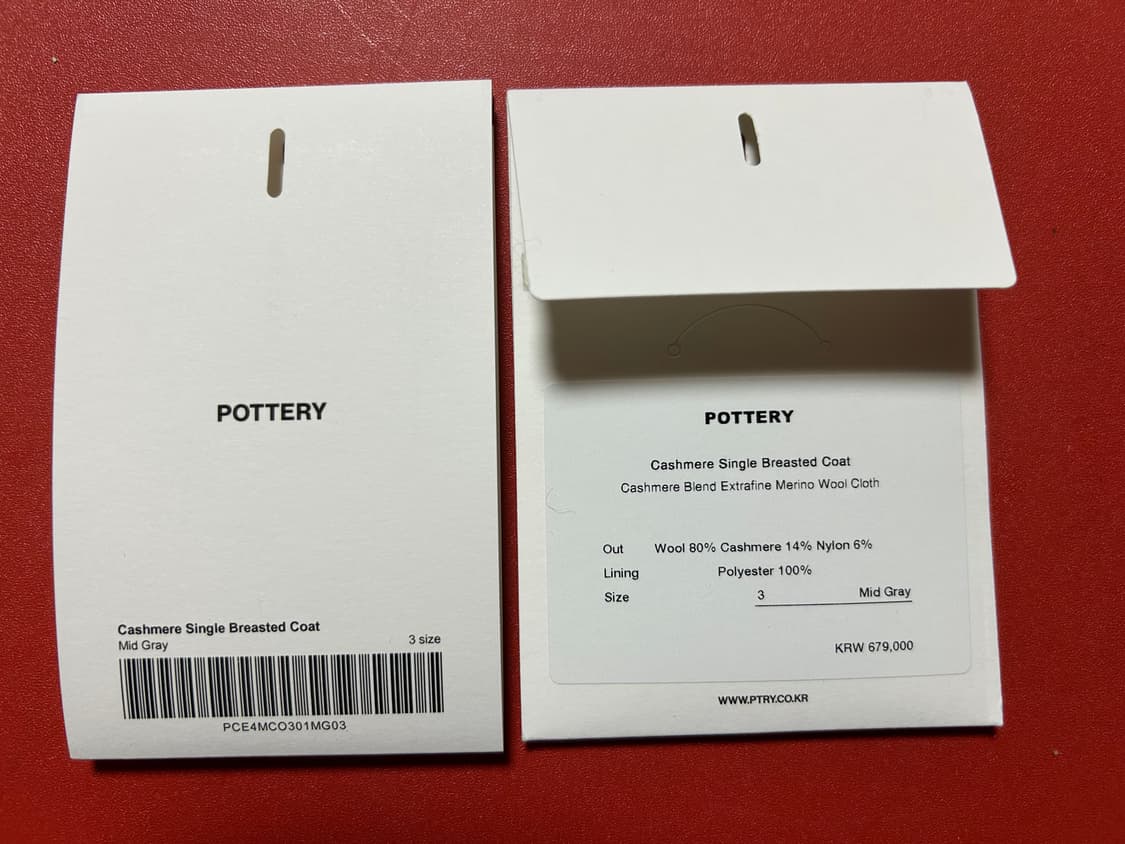 POTTERY
Cashmere Single Breasted Coat
Mid Gray 3 size
PCE4MCO301MG03
POTTERY
Cashmere Single Breasted Coat
Cashmere Blend Extrafine Merino Wool Cloth
Out Wool 80% Cashmere 14% Nylon 6%
Lining Polyester 100%
Size 3 Mid Gray
KRW 679,000
WWW.PTRY.CO.KR